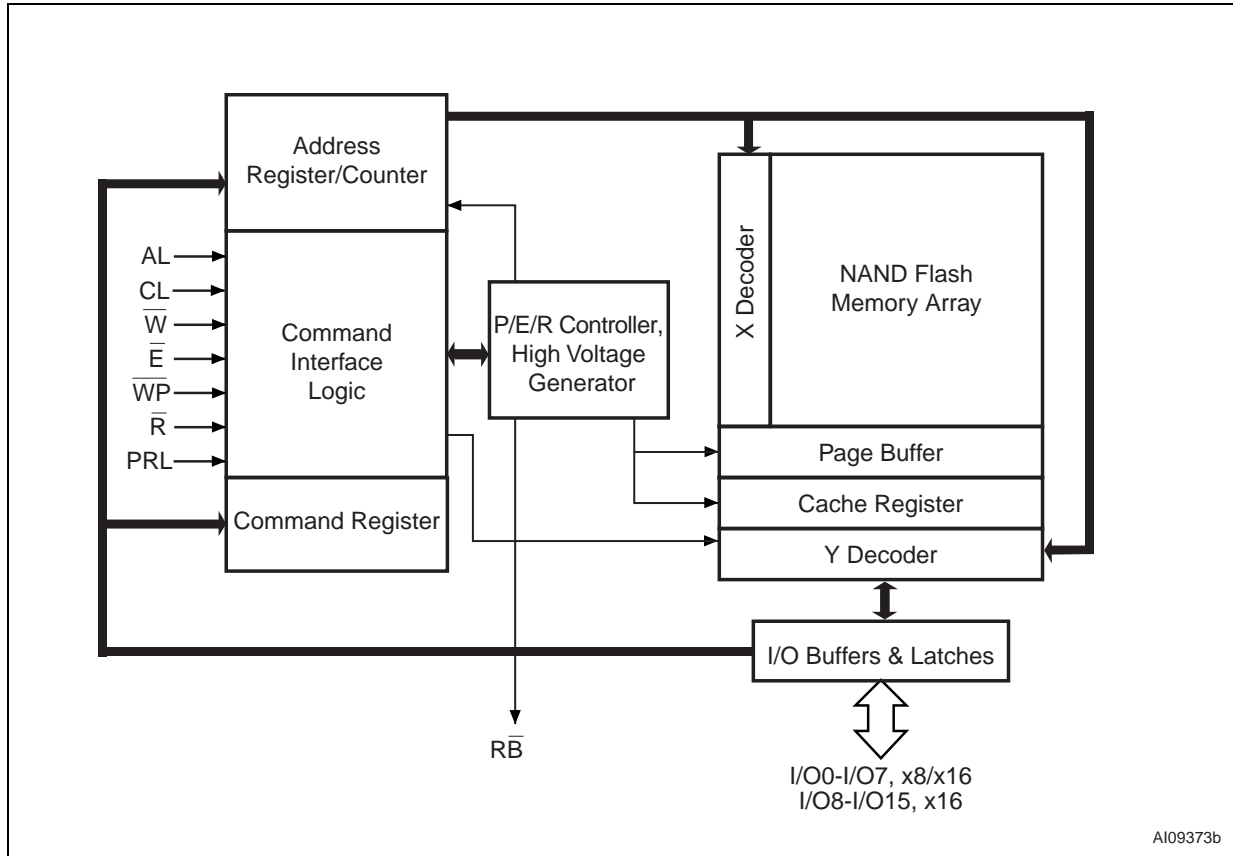 Address
Register/Counter
AL
CL
W̅
E̅
W̅P̅
R̅
PRL
Command
Interface
Logic
Command Register
P/E/R Controller,
High Voltage
Generator
RB̅
X Decoder
NAND Flash
Memory Array
Page Buffer
Cache Register
Y Decoder
I/O Buffers & Latches
I/O0-I/O7, x8/x16
I/O8-I/O15, x16
AI09373b